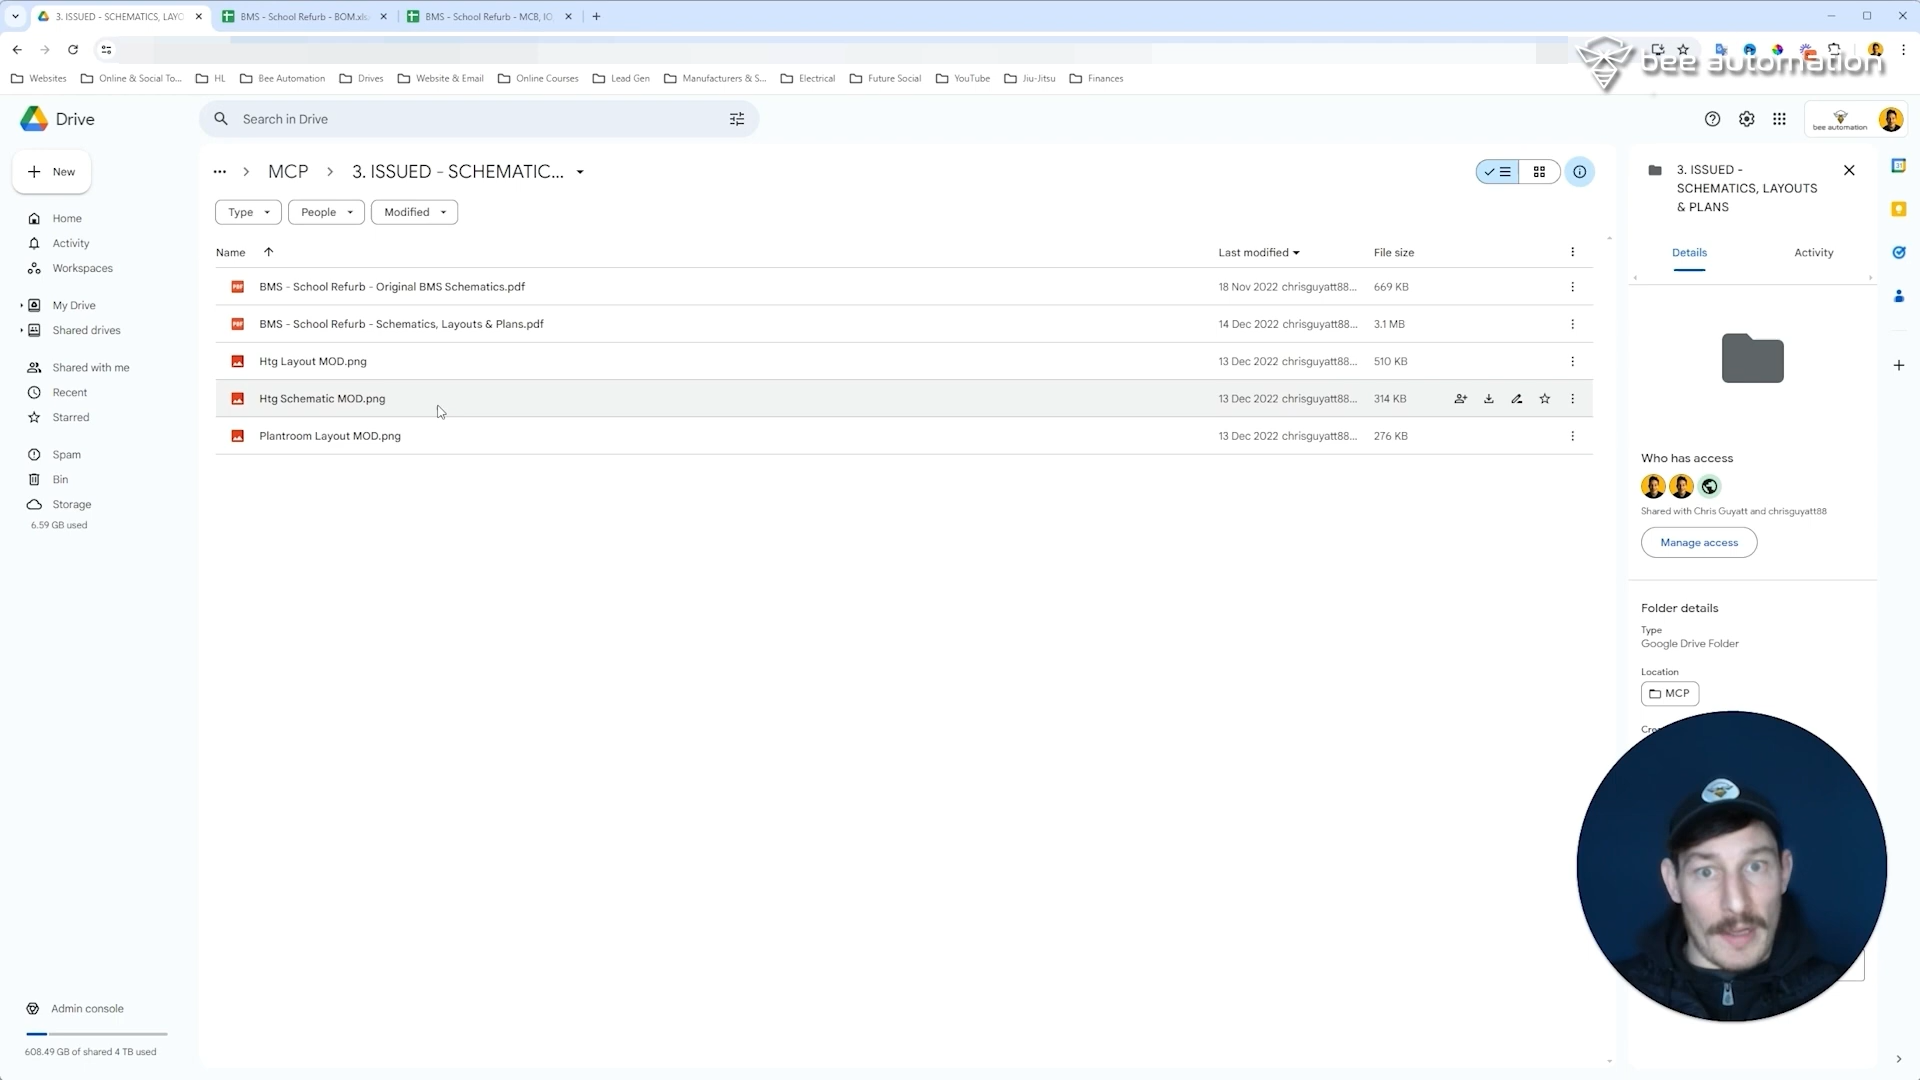 3. ISSUED - SCHEMATICS, LAYO
BMS - School Refurb - BOM.xls
BMS - School Refurb - MCB, IO
Websites
Online & Social To...
HL
Bee Automation
Drives
Website & Email
Online Courses
Lead Gen
Manufacturers & S...
Electrical
Future Social
YouTube
Jiu-Jitsu
Finances
bee automation
Drive
Search in Drive
bee automation
New
Home
Activity
Workspaces
My Drive
Shared drives
Shared with me
Recent
Starred
Spam
Bin
Storage
6.59 GB used
Admin console
608.49 GB of shared 4 TB used
MCP
3. ISSUED - SCHEMATIC...
Type
People
Modified
Name
Last modified
File size
BMS - School Refurb - Original BMS Schematics.pdf
18 Nov 2022 chrisguyatt88...
669 KB
BMS - School Refurb - Schematics, Layouts & Plans.pdf
14 Dec 2022 chrisguyatt88...
3.1 MB
Htg Layout MOD.png
13 Dec 2022 chrisguyatt88...
510 KB
Htg Schematic MOD.png
13 Dec 2022 chrisguyatt88...
314 KB
Plantroom Layout MOD.png
13 Dec 2022 chrisguyatt88...
276 KB
3. ISSUED -
SCHEMATICS, LAYOUTS
& PLANS
Details
Activity
Who has access
Shared with Chris Guyatt and chrisguyatt88
Manage access
Folder details
Type
Google Drive Folder
Location
MCP